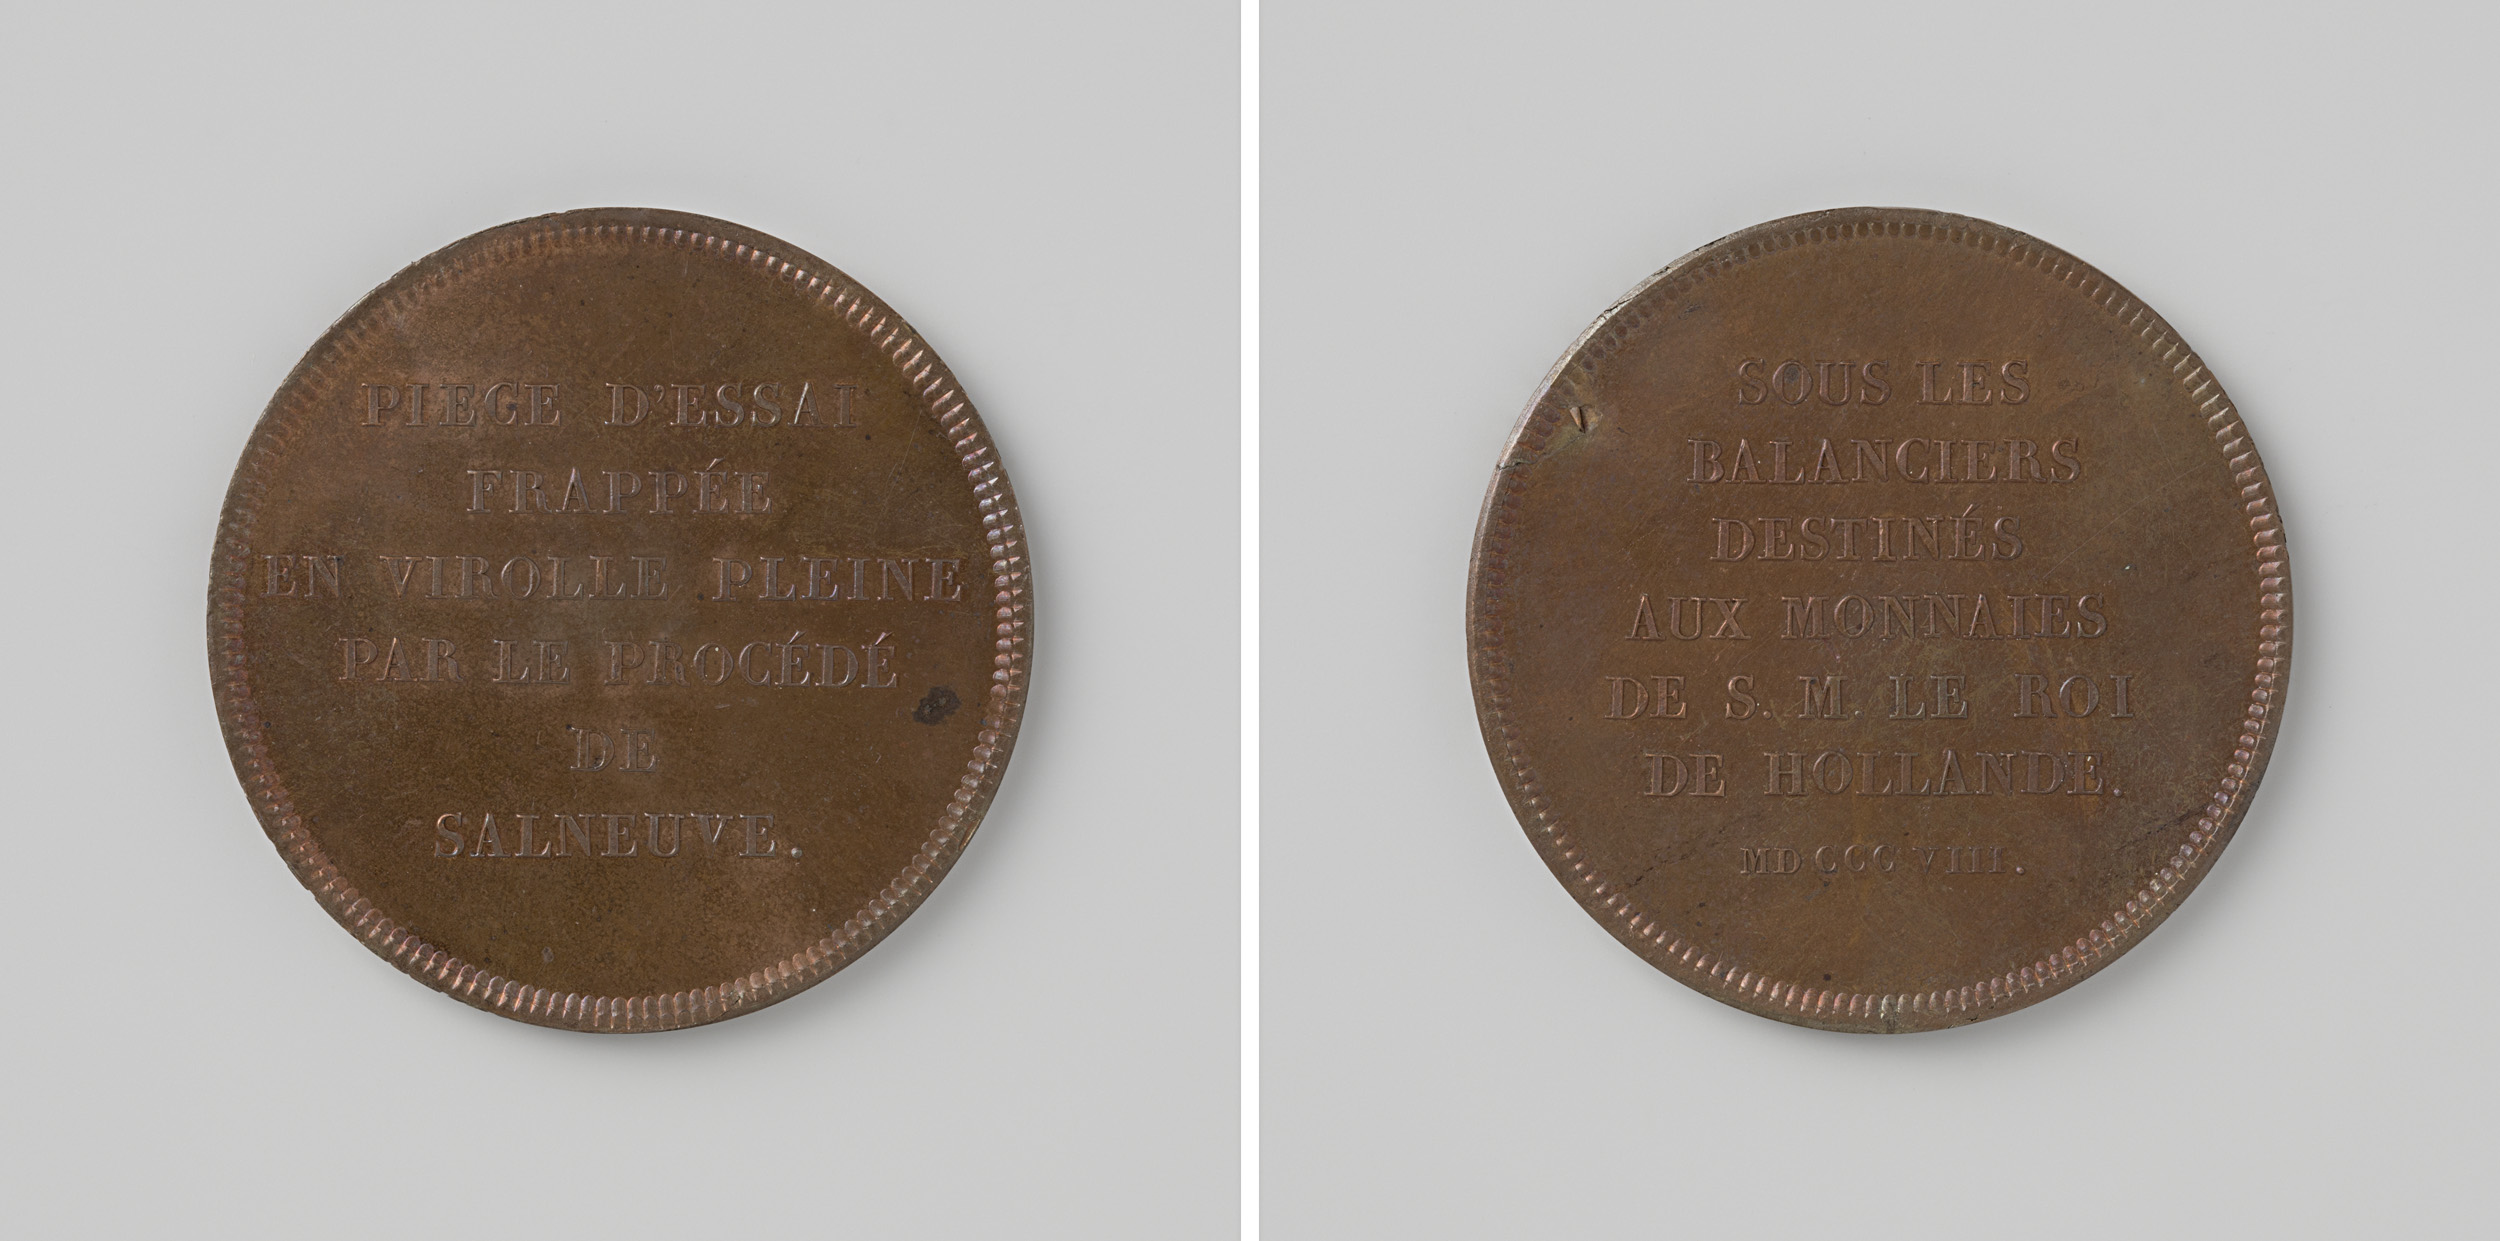 PIECE D'ESSAI
FRAPPÉE
EN VIROLLE PLEINE
PAR LE PROCÉDÉ
DE
SALNEUVE.
SOUS LES
BALANCIERS
DESTINÉS
AUX MONNAIES
DE S. M. LE ROI
DE HOLLANDE.
MDCCCVIII.